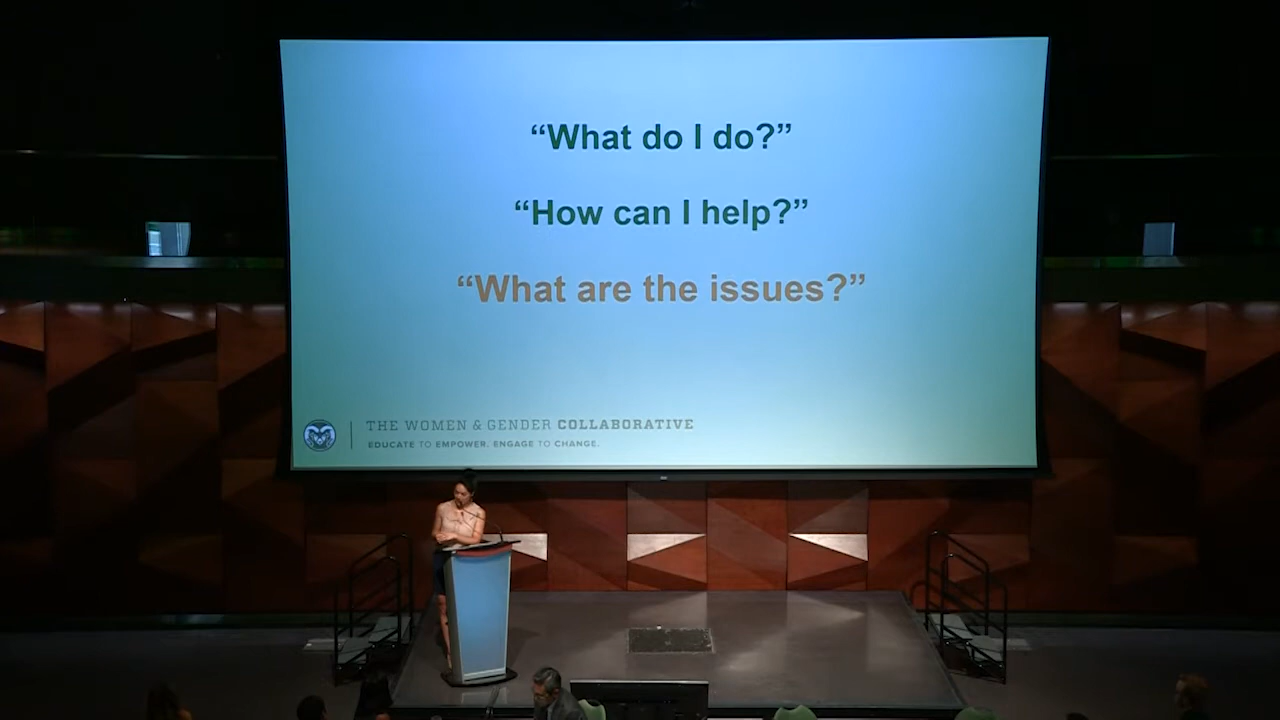 “What do I do?”
“How can I help?”
“What are the issues?”
THE WOMEN & GENDER COLLABORATIVE
EDUCATE TO EMPOWER. ENGAGE TO CHANGE.